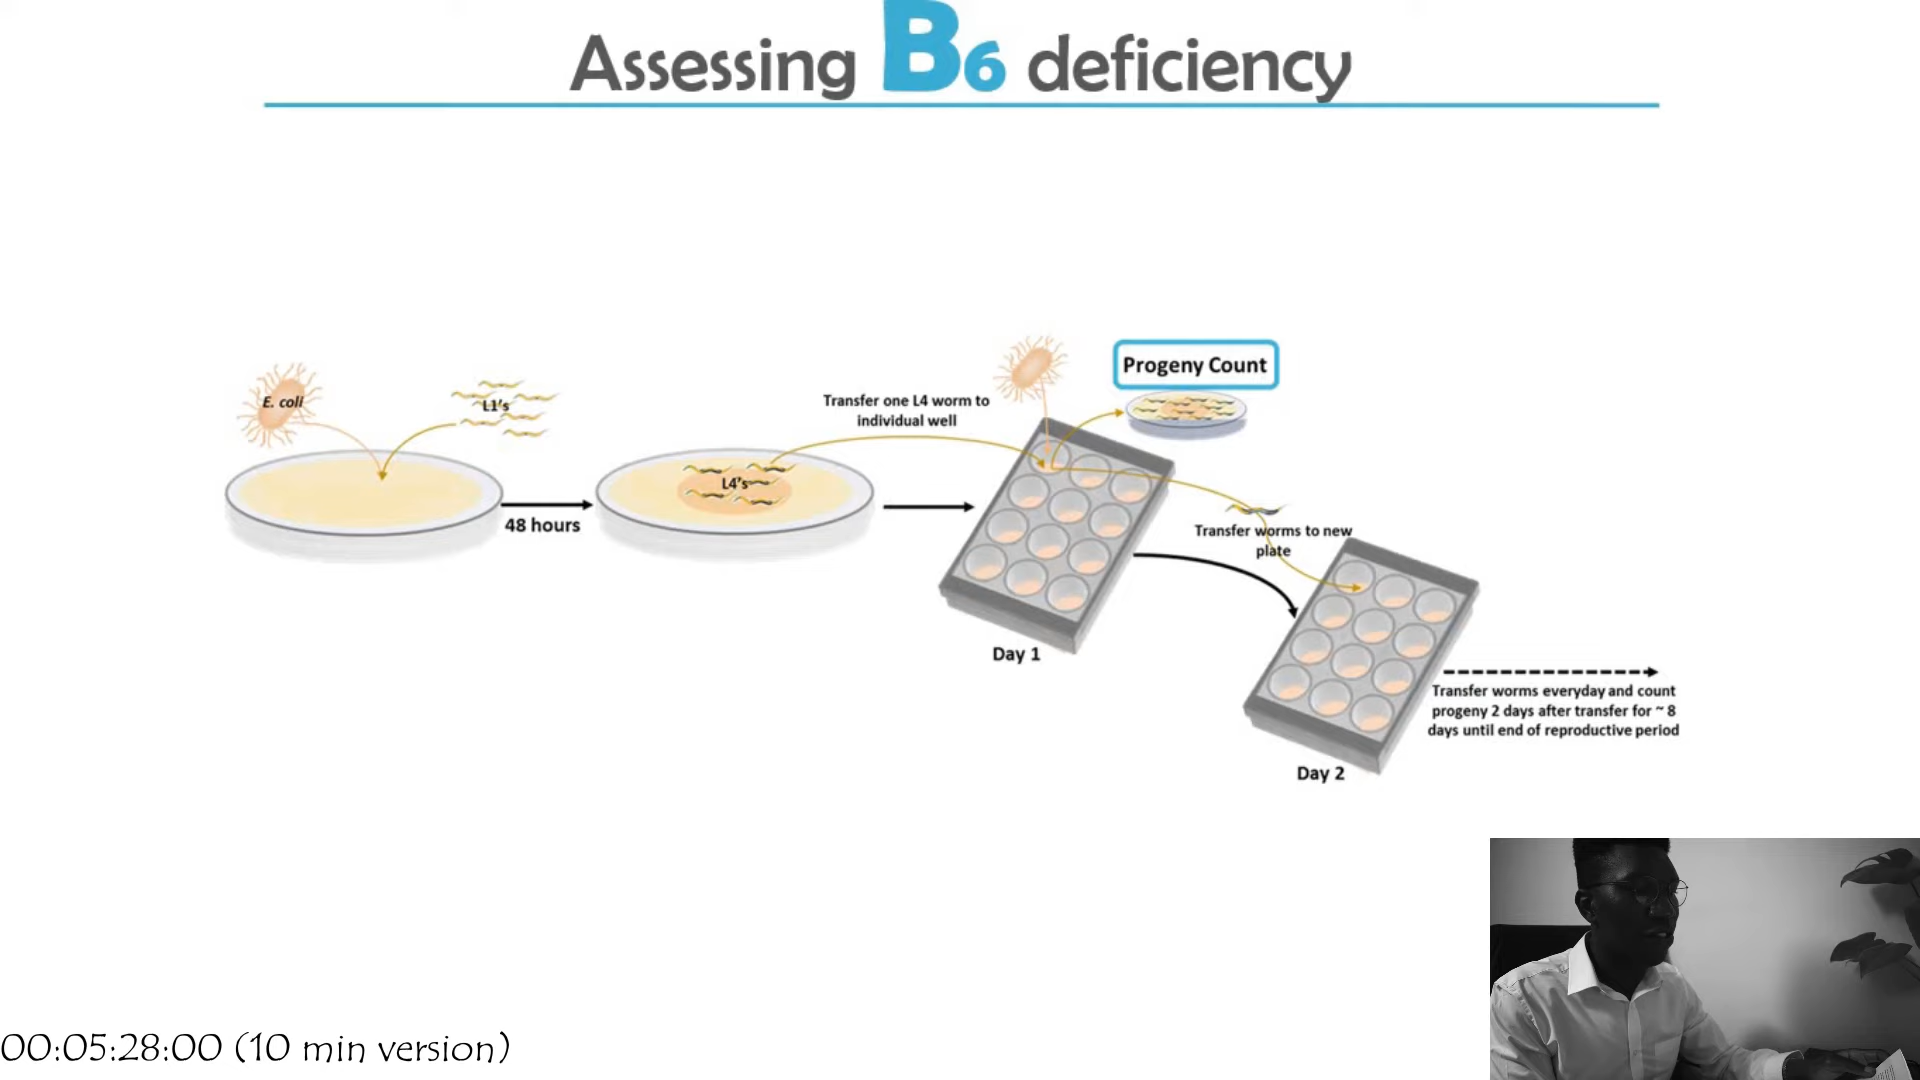 Assessing B6 deficiency
E. coli
L1's
48 hours
L4's
Transfer one L4 worm to
individual well
Progeny Count
Day 1
Transfer worms to new
plate
Day 2
Transfer worms everyday and count
progeny 2 days after transfer for ~ 8
days until end of reproductive period
00:05:28:00 (10 min version)